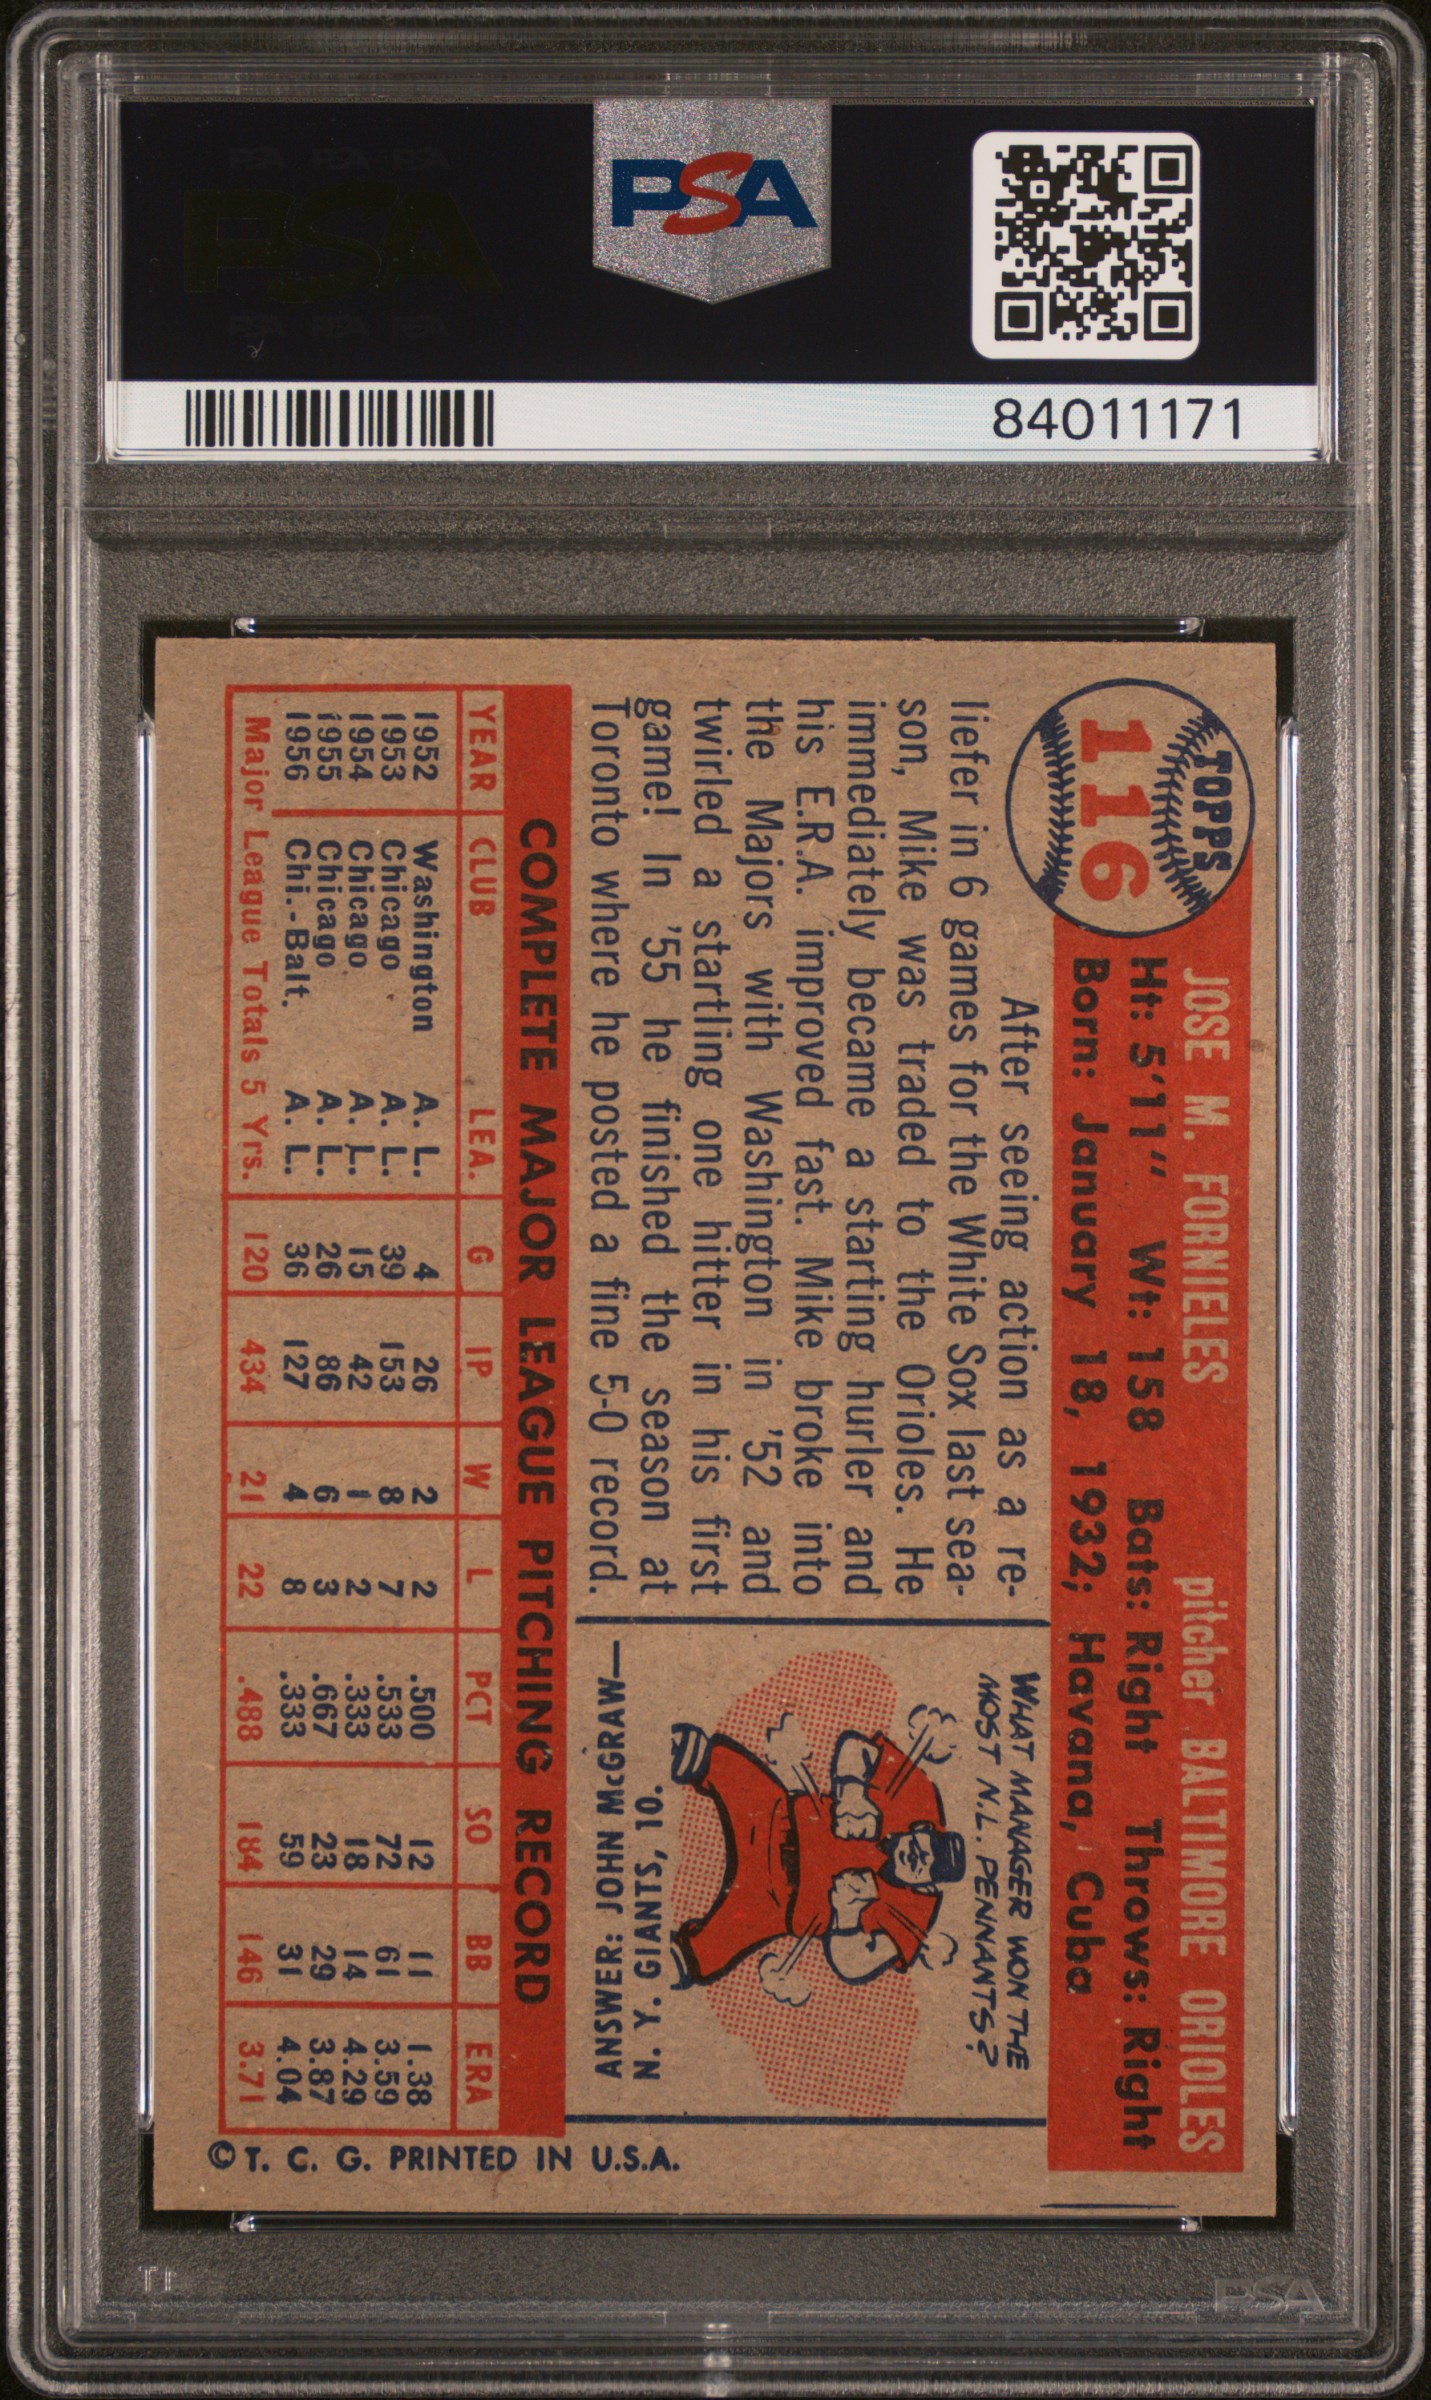 PSA PSA PSA
PSA
PSA PSA PSA
PSA
84011171
TOPPS
116
JOSE M. FORNIELES pitcher BALTIMORE ORIOLES
Ht: 5'11" Wt: 158 Bats: Right Throws: Right
Born: January 18, 1932; Havana, Cuba
After seeing action as a re-
liefer in 6 games for the White Sox last sea-
son, Mike was traded to the Orioles. He
immediately became a starting hurler and
his E.R.A. improved fast. Mike broke into
the Majors with Washington in '52 and
twirled a startling one hitter in his first
game! In '55 he finished the season at
Toronto where he posted a fine 5-0 record.
WHAT MANAGER WON THE
MOST N.L. PENNANTS?
ANSWER: JOHN McGRAW—
N. Y. GIANTS'S, 10.
COMPLETE MAJOR LEAGUE PITCHING RECORD
YEAR CLUB LEA. G IP W L PCT SO BB ERA
1952 Washington A. L. 4 26 2 2 .500 12 11 1.38
1953 Chicago A. L. 39 153 8 7 .533 72 61 3.59
1954 Chicago A. L. 15 42 1 2 .333 18 14 4.29
1955 Chicago A. L. 26 86 6 3 .667 23 29 3.87
1956 Chi.-Balt. A. L. 36 127 4 8 .333 59 31 4.04
Major League Totals 5 Yrs. 120 434 21 22 .488 184 146 3.71
© T. C. G. PRINTED IN U.S.A.
PSA